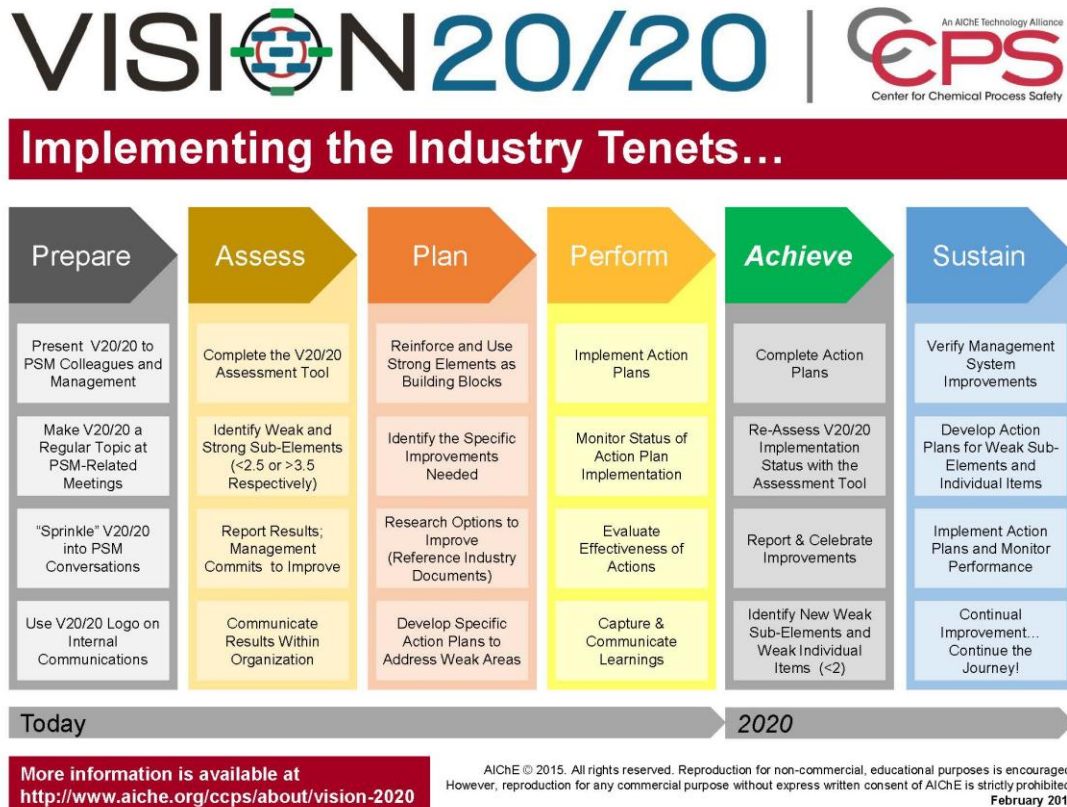 VISION 20/20
An AIChE Technology Alliance
CCPS
Center for Chemical Process Safety
Implementing the Industry Tenets...
Prepare
Present V20/20 to
PSM Colleagues and
Management
Make V20/20 a
Regular Topic at
PSM-Related
Meetings
"Sprinkle" V20/20
into PSM
Conversations
Use V20/20 Logo on
Internal
Communications
Assess
Complete the V20/20
Assessment Tool
Identify Weak and
Strong Sub-Elements
(<2.5 or >3.5
Respectively)
Report Results;
Management
Commits to Improve
Communicate
Results Within
Organization
Plan
Reinforce and Use
Strong Elements as
Building Blocks
Identify the Specific
Improvements
Needed
Research Options to
Improve
(Reference Industry
Documents)
Develop Specific
Action Plans to
Address Weak Areas
Perform
Implement Action
Plans
Monitor Status of
Action Plan
Implementation
Evaluate
Effectiveness of
Actions
Capture &
Communicate
Learnings
Achieve
Complete Action
Plans
Re-Assess V20/20
Implementation
Status with the
Assessment Tool
Report & Celebrate
Improvements
Identify New Weak
Sub-Elements and
Weak Individual
Items (<2)
Sustain
Verify Management
System
Improvements
Develop Action
Plans for Weak Sub-
Elements and
Individual Items
Implement Action
Plans and Monitor
Performance
Continual
Improvement...
Continue the
Journey!
Today
2020
More information is available at
http://www.aiche.org/ccps/about/vision-2020
AIChE © 2015. All rights reserved. Reproduction for non-commercial, educational purposes is encouraged
However, reproduction for any commercial purpose without express written consent of AIChE is strictly prohibited
February 201